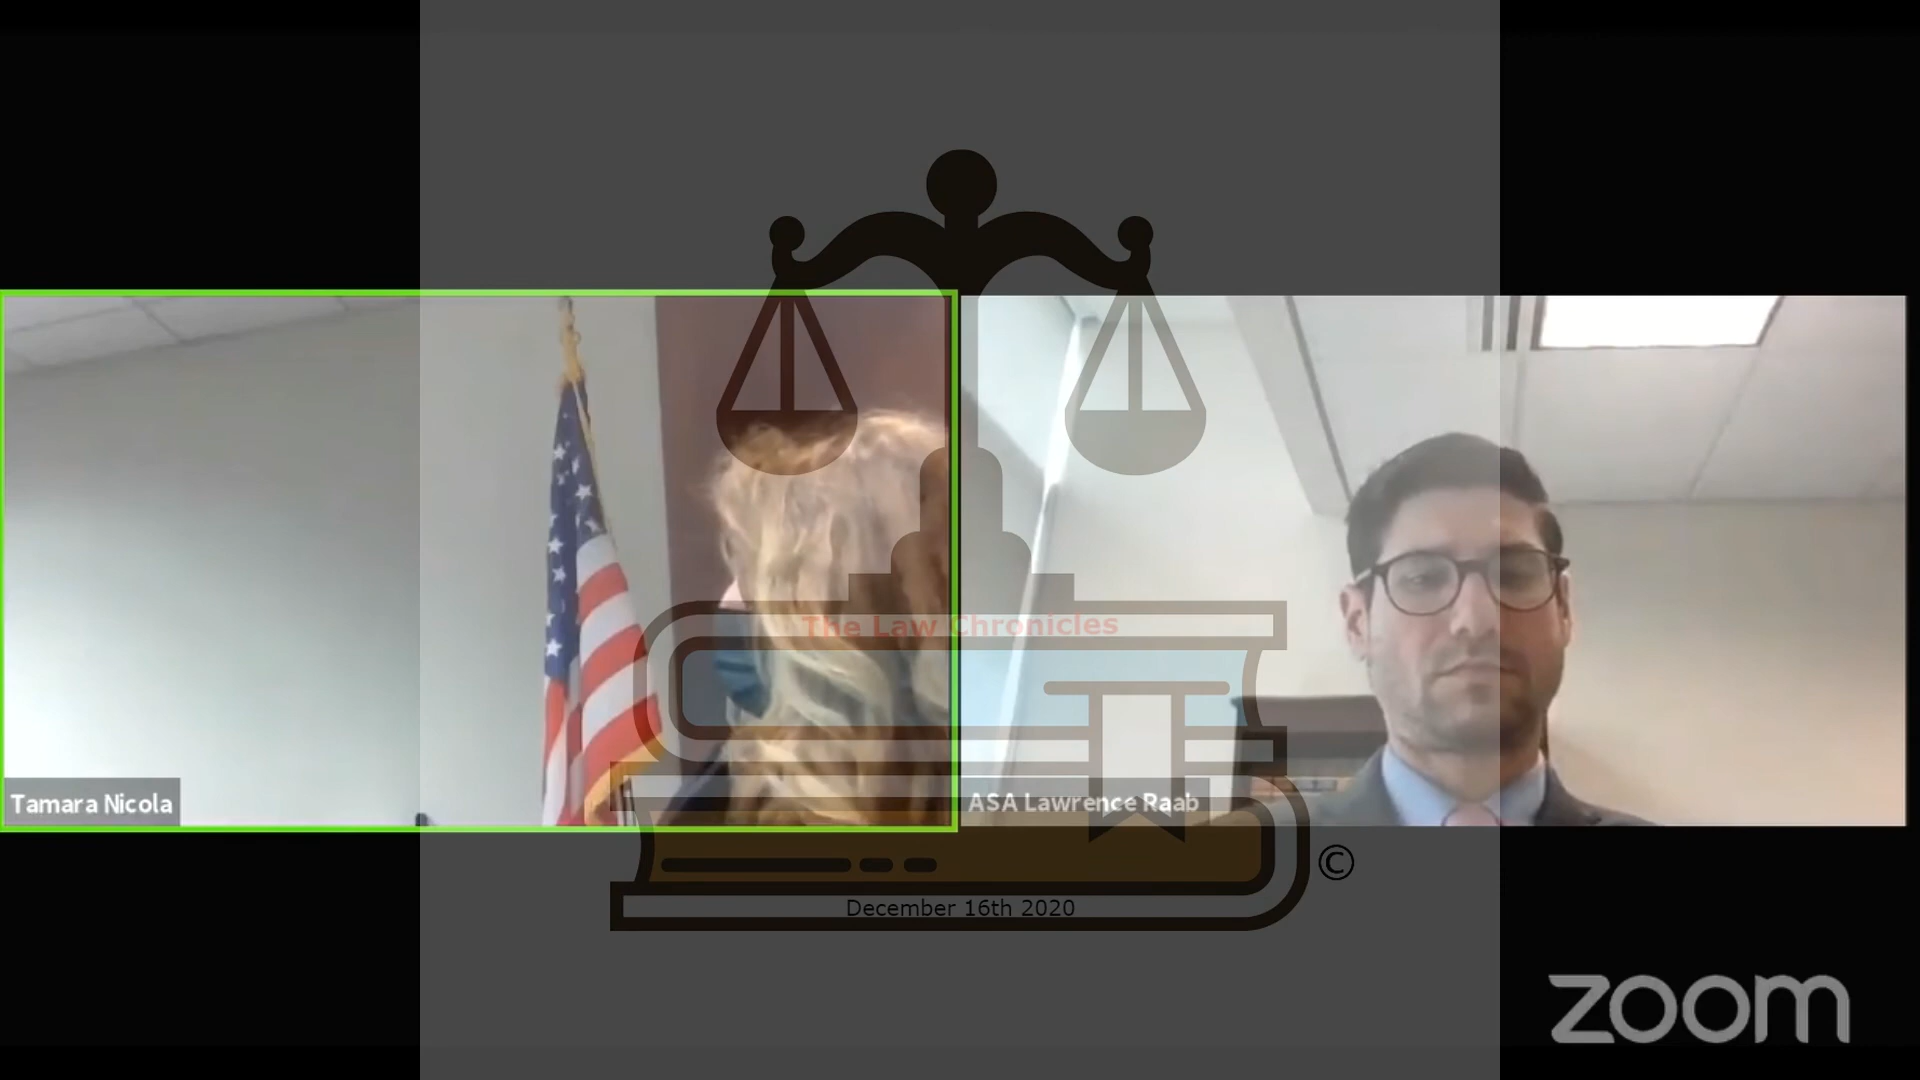 The Law Chronicles
Tamara Nicola
ASA Lawrence Raab
©
December 16th 2020
zoom